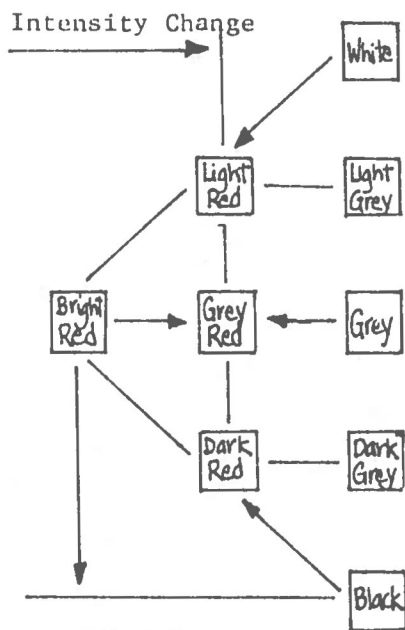 Intensity Change
White
Light
Red
Light
Grey
Bright
Red
Grey
Red
Grey
Dark
Red
Dark
Grey
Black